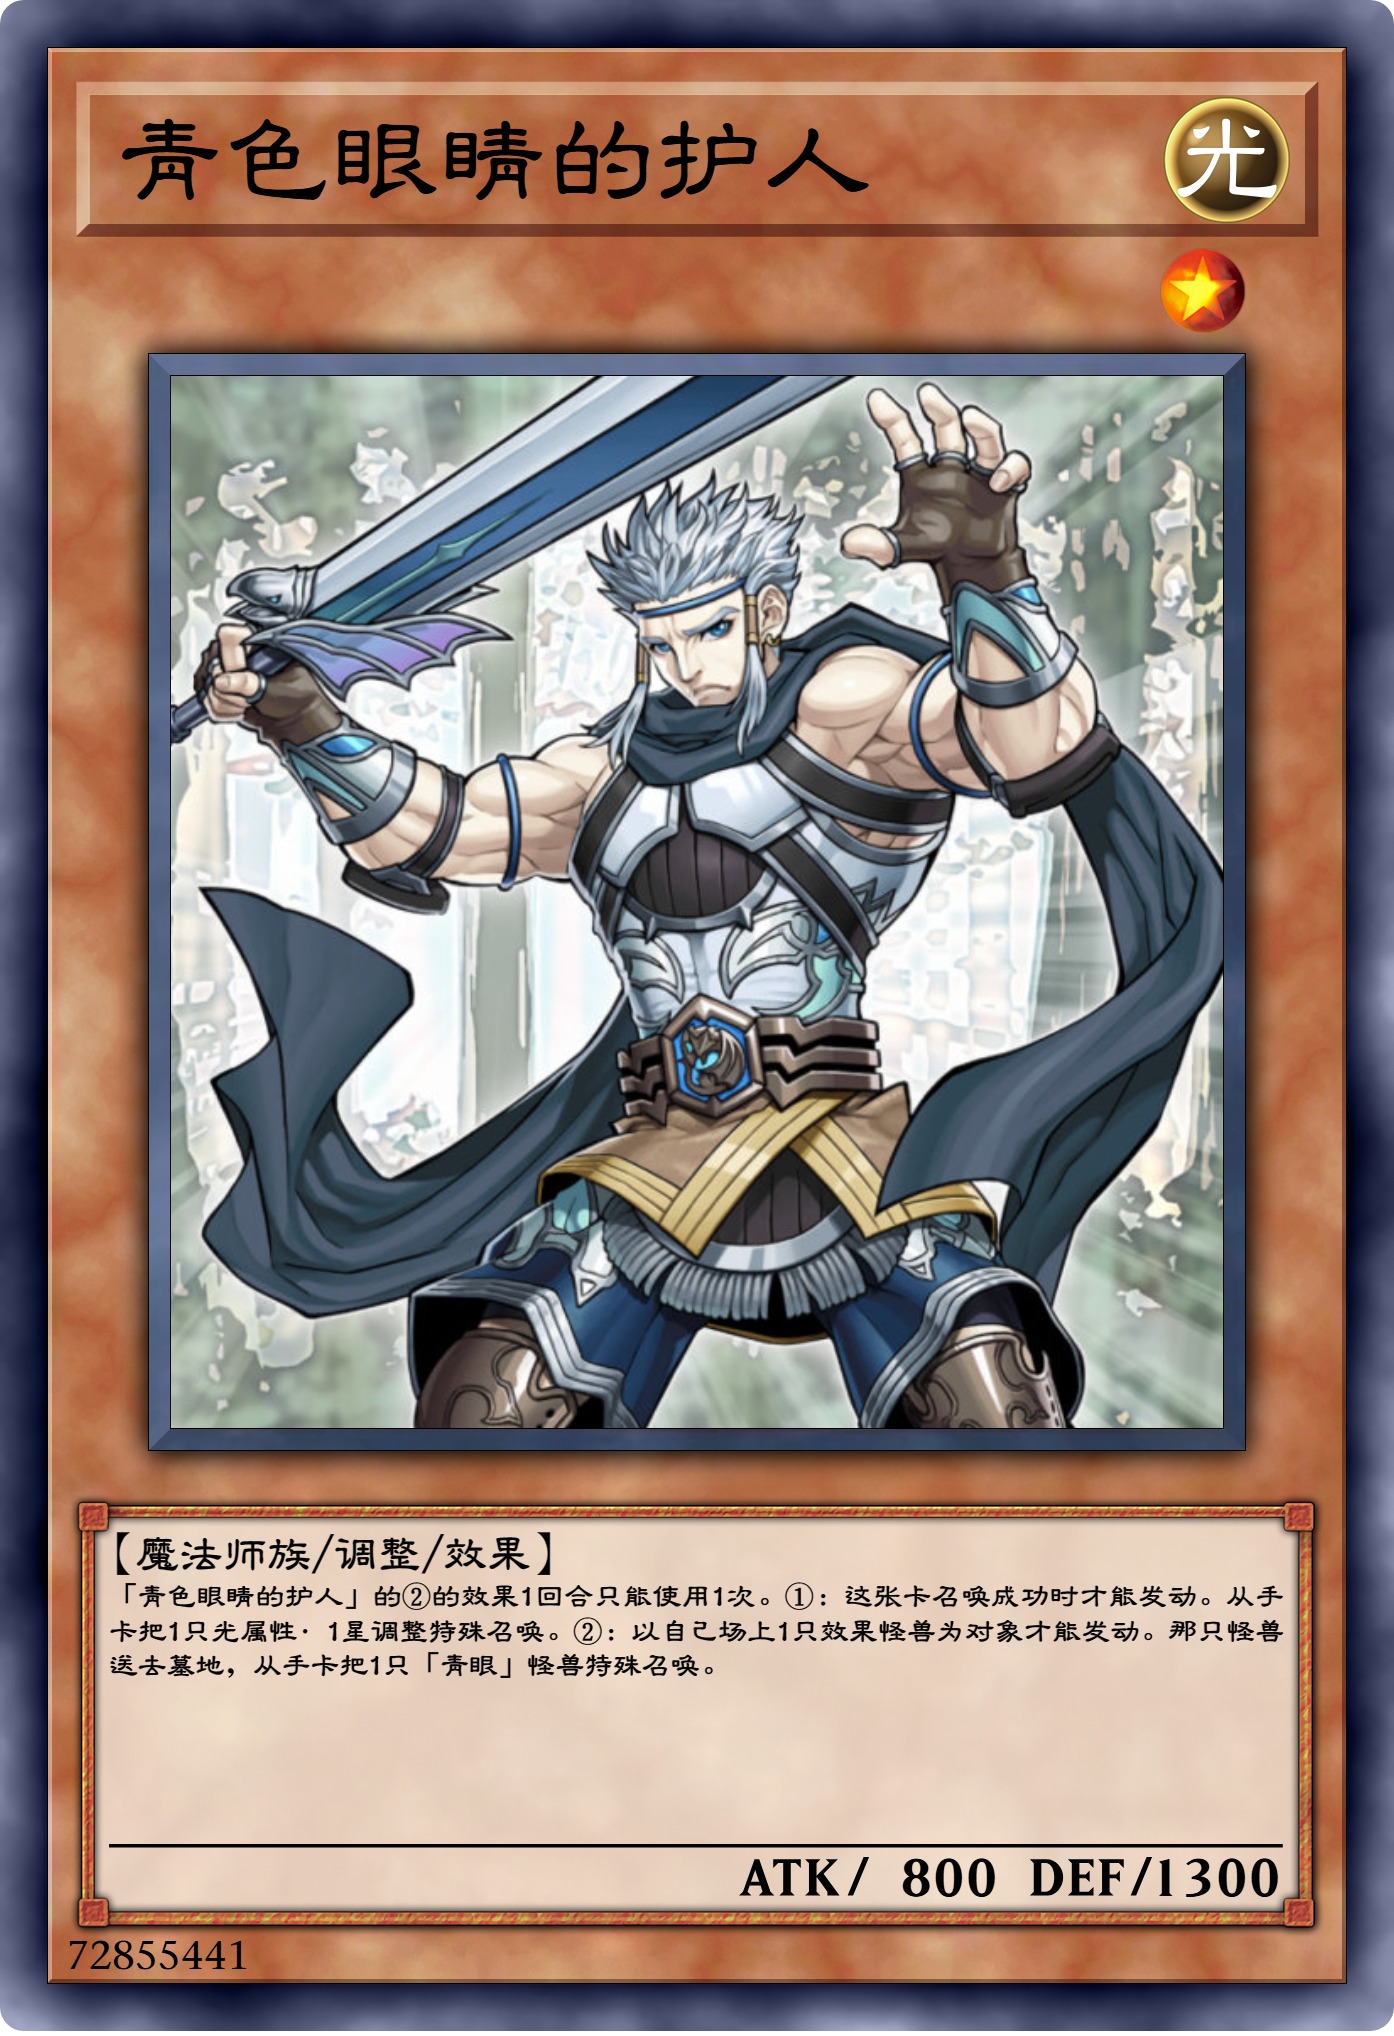 青色眼睛的护人
光
【魔法师族/调整/效果】
「青色眼睛的护人」的②的效果1回合只能使用1次。①：这张卡召唤成功时才能发动。从手
卡把1只光属性·1星调整特殊召唤。②：以自己场上1只效果怪兽为对象才能发动。那只怪兽
送去墓地，从手卡把1只「青眼」怪兽特殊召唤。
ATK/ 800 DEF/1300
72855441